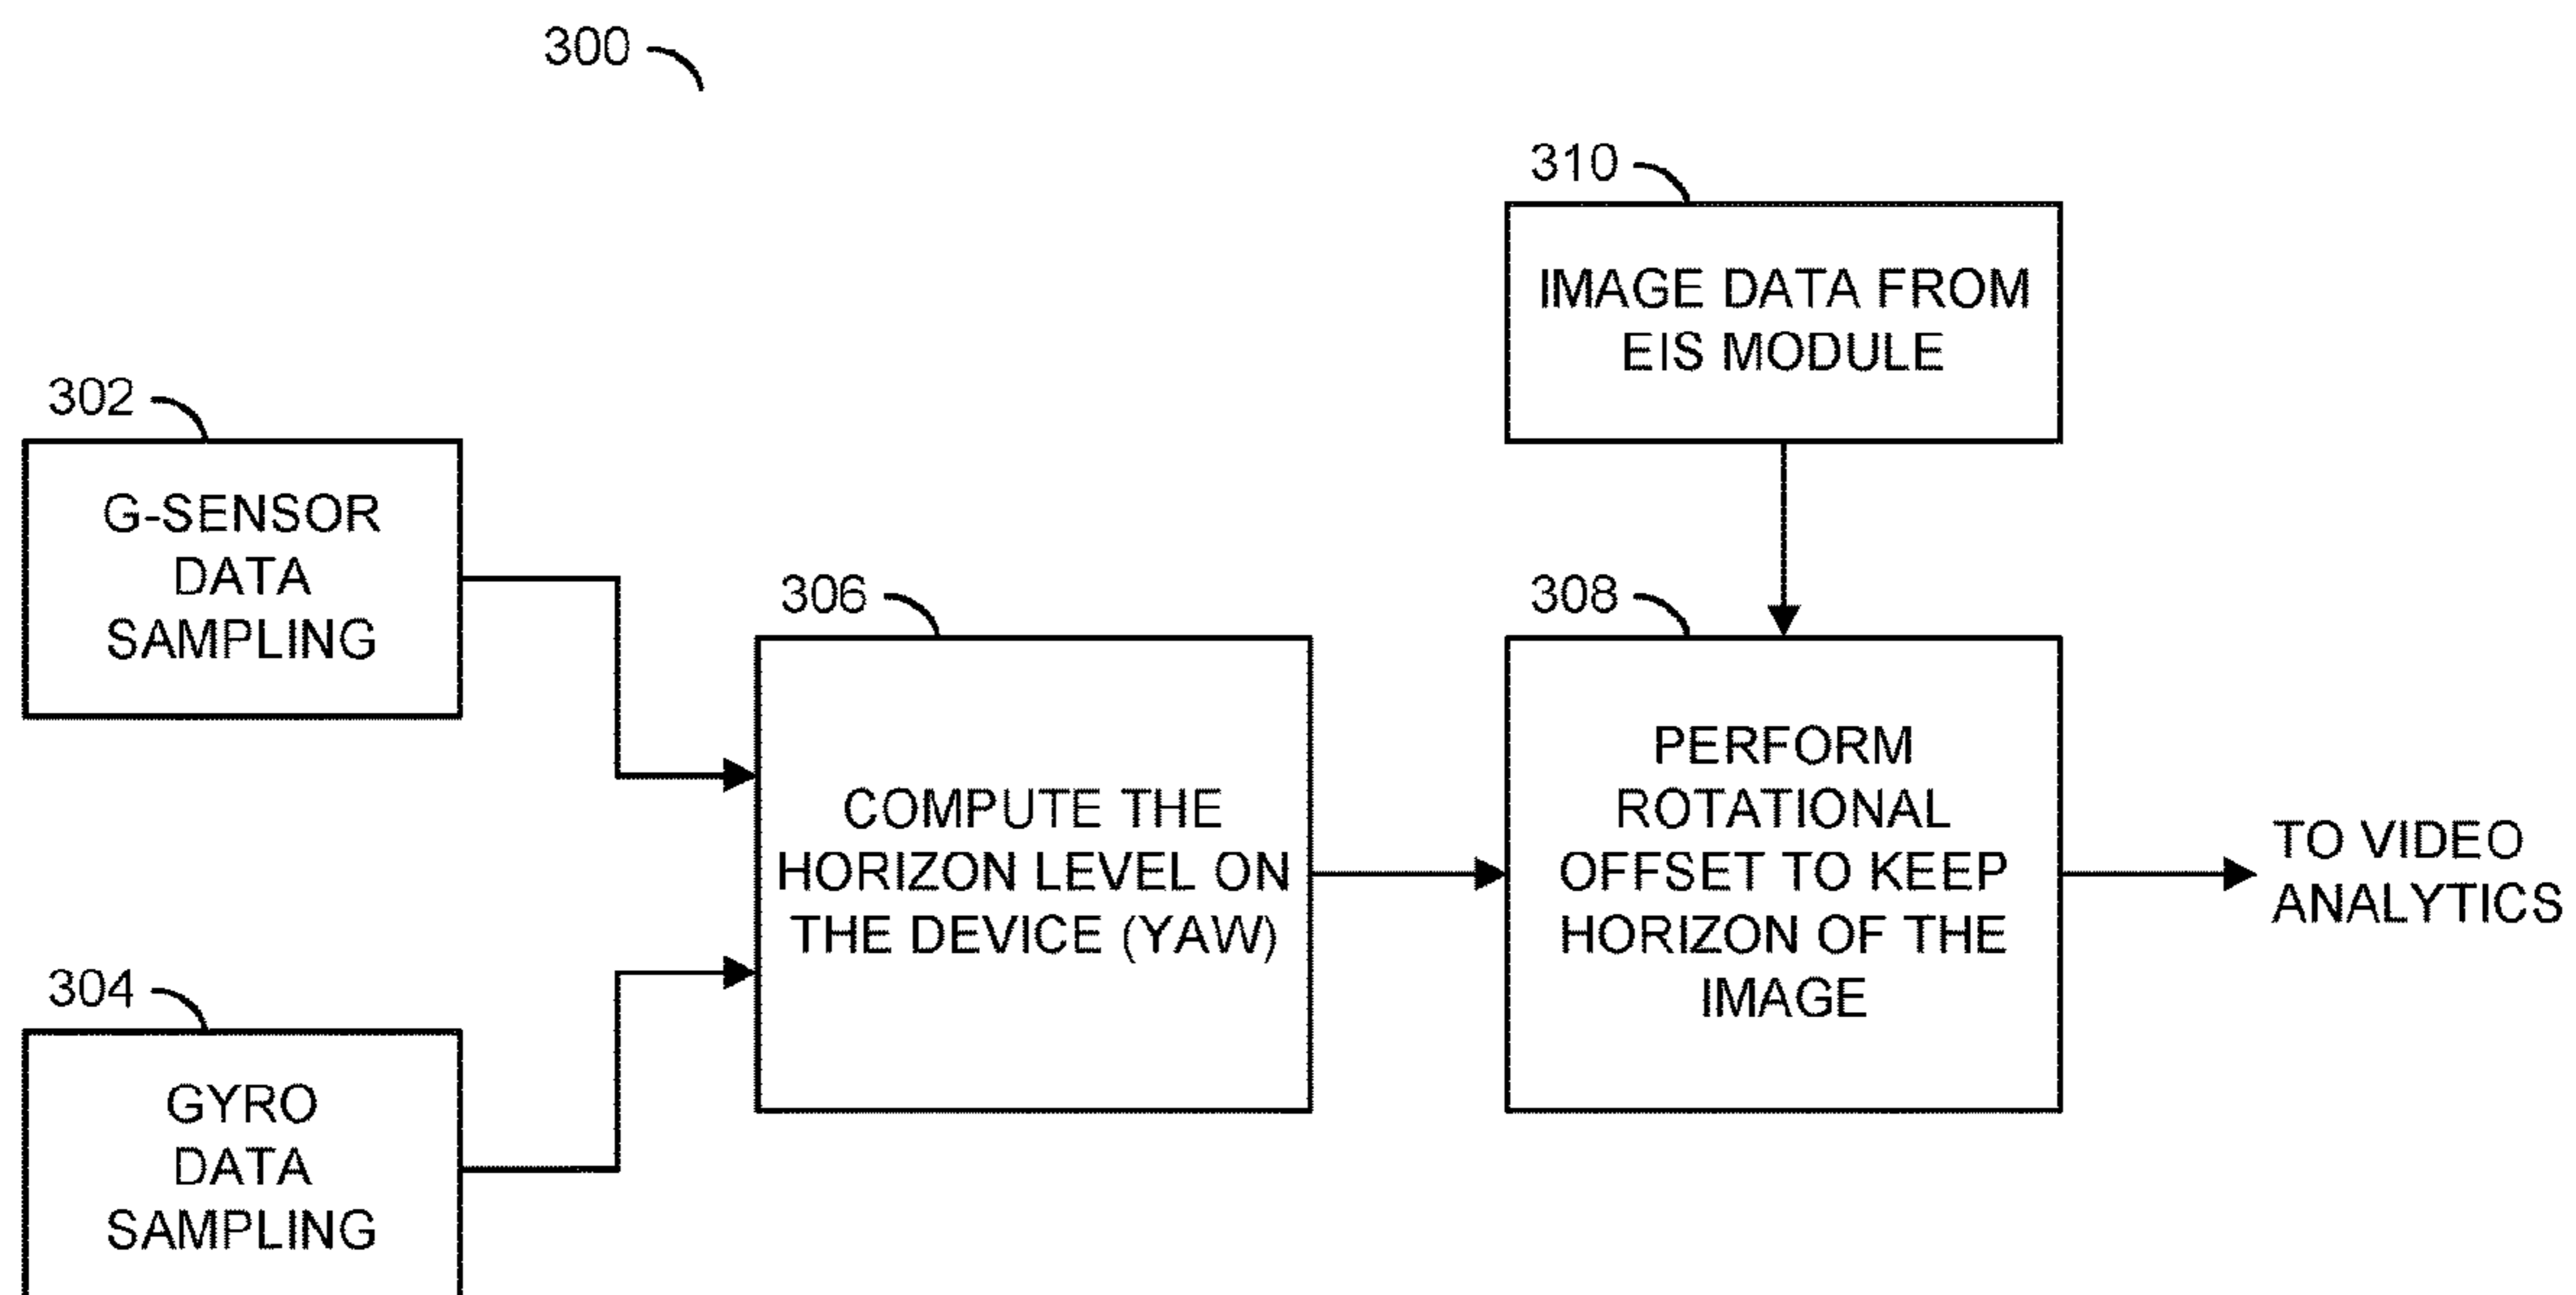 300
310
IMAGE DATA FROM
EIS MODULE
302
G-SENSOR
DATA
SAMPLING
306
COMPUTE THE
HORIZON LEVEL ON
THE DEVICE (YAW)
308
PERFORM
ROTATIONAL
OFFSET TO KEEP
HORIZON OF THE
IMAGE
TO VIDEO
ANALYTICS
304
GYRO
DATA
SAMPLING